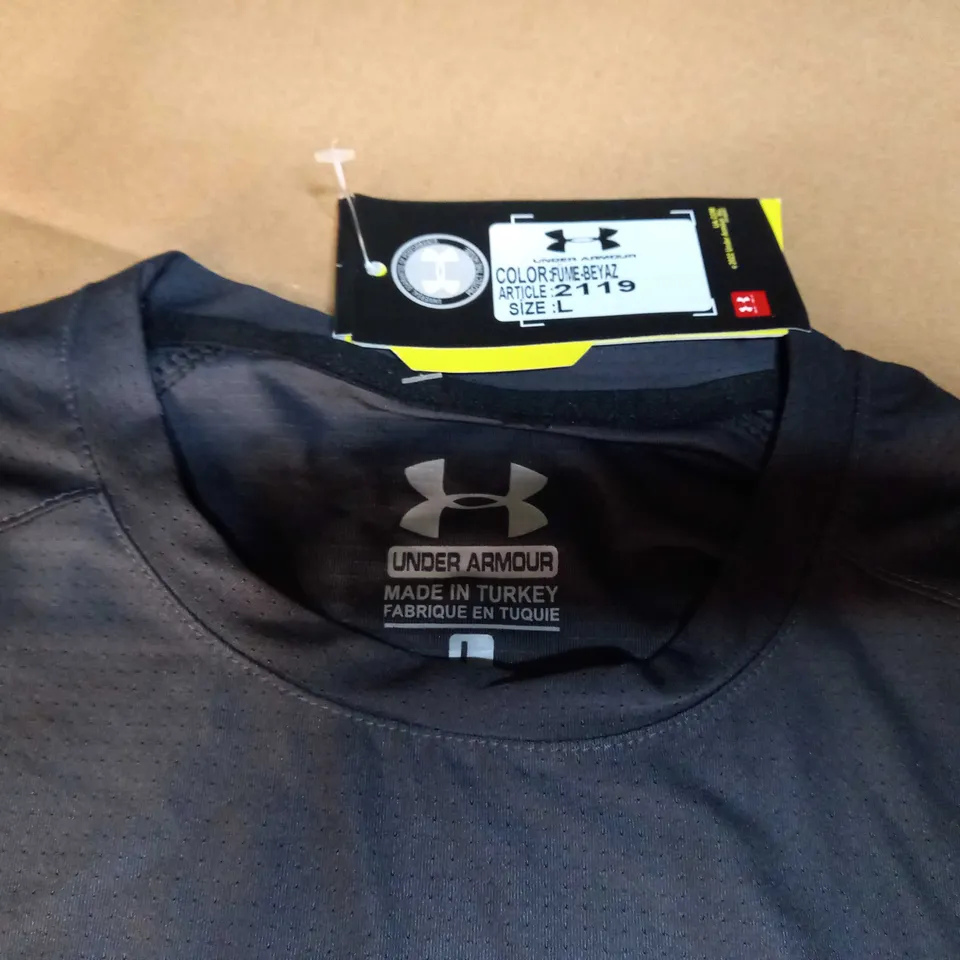 UNDER ARMOUR
COLOR:FUME-BEYAZ
ARTICLE:2119
SIZE :L
UNDER ARMOUR
MADE IN TURKEY
FABRIQUE EN TUQUIE